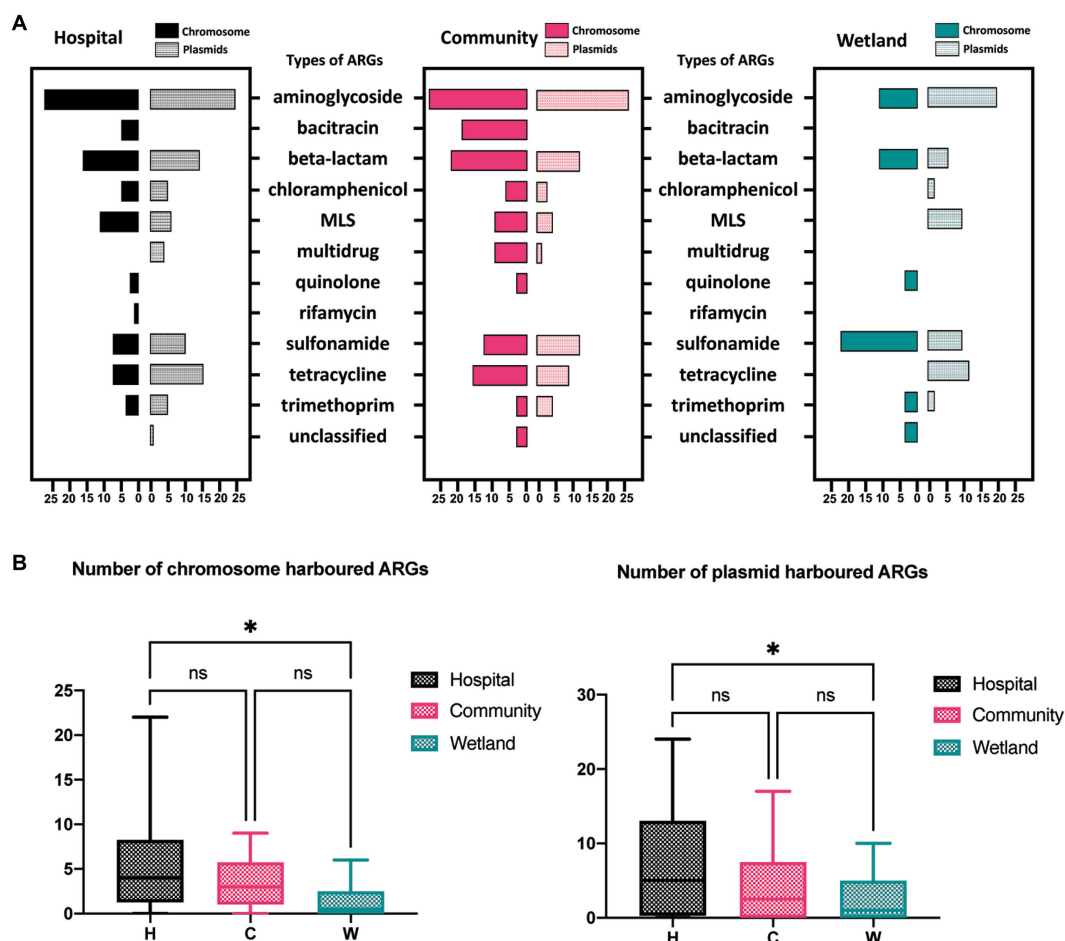 A
Hospital
Chromosome
Plasmids
Types of ARGs
Community
Chromosome
Plasmids
Types of ARGs
Wetland
Chromosome
Plasmids
aminoglycoside
bacitracin
beta-lactam
chloramphenicol
MLS
multidrug
quinolone
rifamycin
sulfonamide
tetracycline
trimethoprim
unclassified
aminoglycoside
bacitracin
beta-lactam
chloramphenicol
MLS
multidrug
quinolone
rifamycin
sulfonamide
tetracycline
trimethoprim
unclassified
25 20 15 10 5 0 0 5 10 15 20 25
25 20 15 10 5 0 0 5 10 15 20 25
25 20 15 10 5 0 0 5 10 15 20 25
B
Number of chromosome harboured ARGs
*
ns ns
Hospital
Community
Wetland
25
20
15
10
5
0
H C W
Number of plasmid harboured ARGs
*
ns ns
Hospital
Community
Wetland
30
20
10
0
H C W